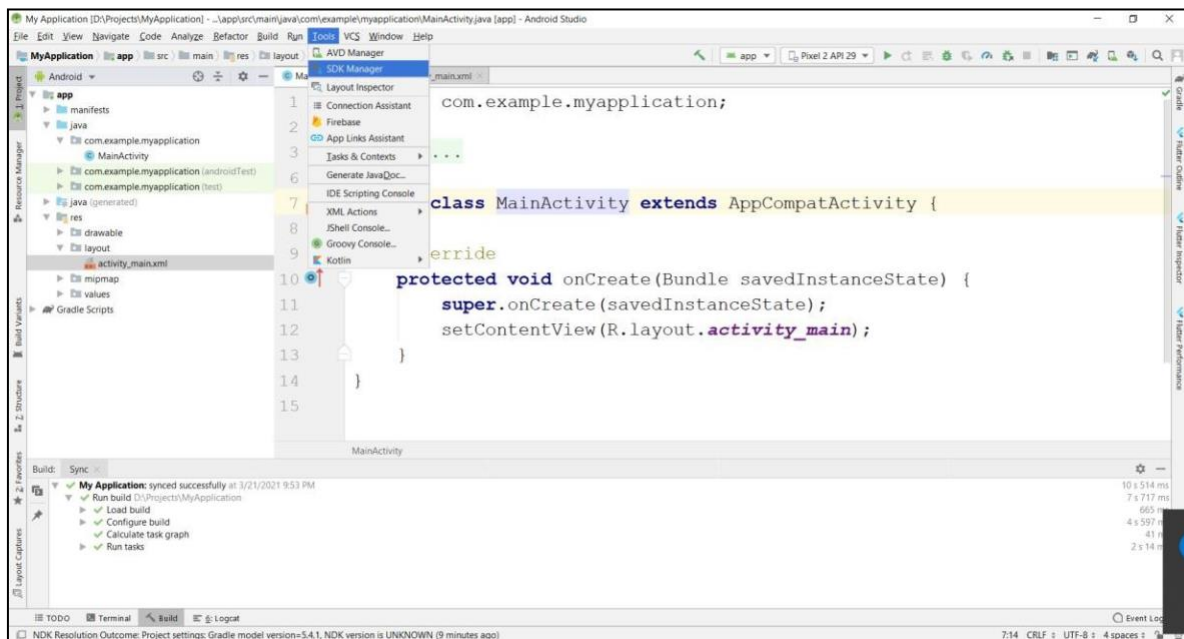 My Application [D:\Projects\MyApplication] - ...\app\src\main\java\com\example\myapplication\MainActivity.java [app] - Android Studio
File Edit View Navigate Code Analyze Refactor Build Run Tools VCS Window Help
MyApplication app src main res layout
app Pixel 2 API 29
AVD Manager
SDK Manager
Layout Inspector
Connection Assistant
Firebase
App Links Assistant
Tasks & Contexts
Generate JavaDoc...
IDE Scripting Console
XML Actions
JShell Console...
Groovy Console...
Kotlin
Android
Ma
_main.xml
app
manifests
java
com.example.myapplication
MainActivity
com.example.myapplication (androidTest)
com.example.myapplication (test)
java (generated)
res
drawable
layout
activity_main.xml
mipmap
values
Gradle Scripts
1 com.example.myapplication;
2
3 ...
6
7 class MainActivity extends AppCompatActivity {
8
9 erride
10 protected void onCreate(Bundle savedInstanceState) {
11 super.onCreate(savedInstanceState);
12 setContentView(R.layout.activity_main);
13 }
14 }
15
MainActivity
1: Project
Resource Manager
Build Variants
Z: Structure
2: Favorites
Layout Captures
Gradle
Flutter Outline
Flutter Inspector
Flutter Performance
Build: Sync
My Application: synced successfully at 3/21/2021 9:53 PM 10 s 514 ms
Run build D:\Projects\MyApplication 7 s 717 ms
Load build 665 m
Configure build 4 s 597 m
Calculate task graph 41 m
Run tasks 2 s 14 m
TODO Terminal Build 6: Logcat Event Log
NDK Resolution Outcome: Project settings: Gradle model version=5.4.1, NDK version is UNKNOWN (9 minutes ago) 7:14 CRLF UTF-8 4 spaces